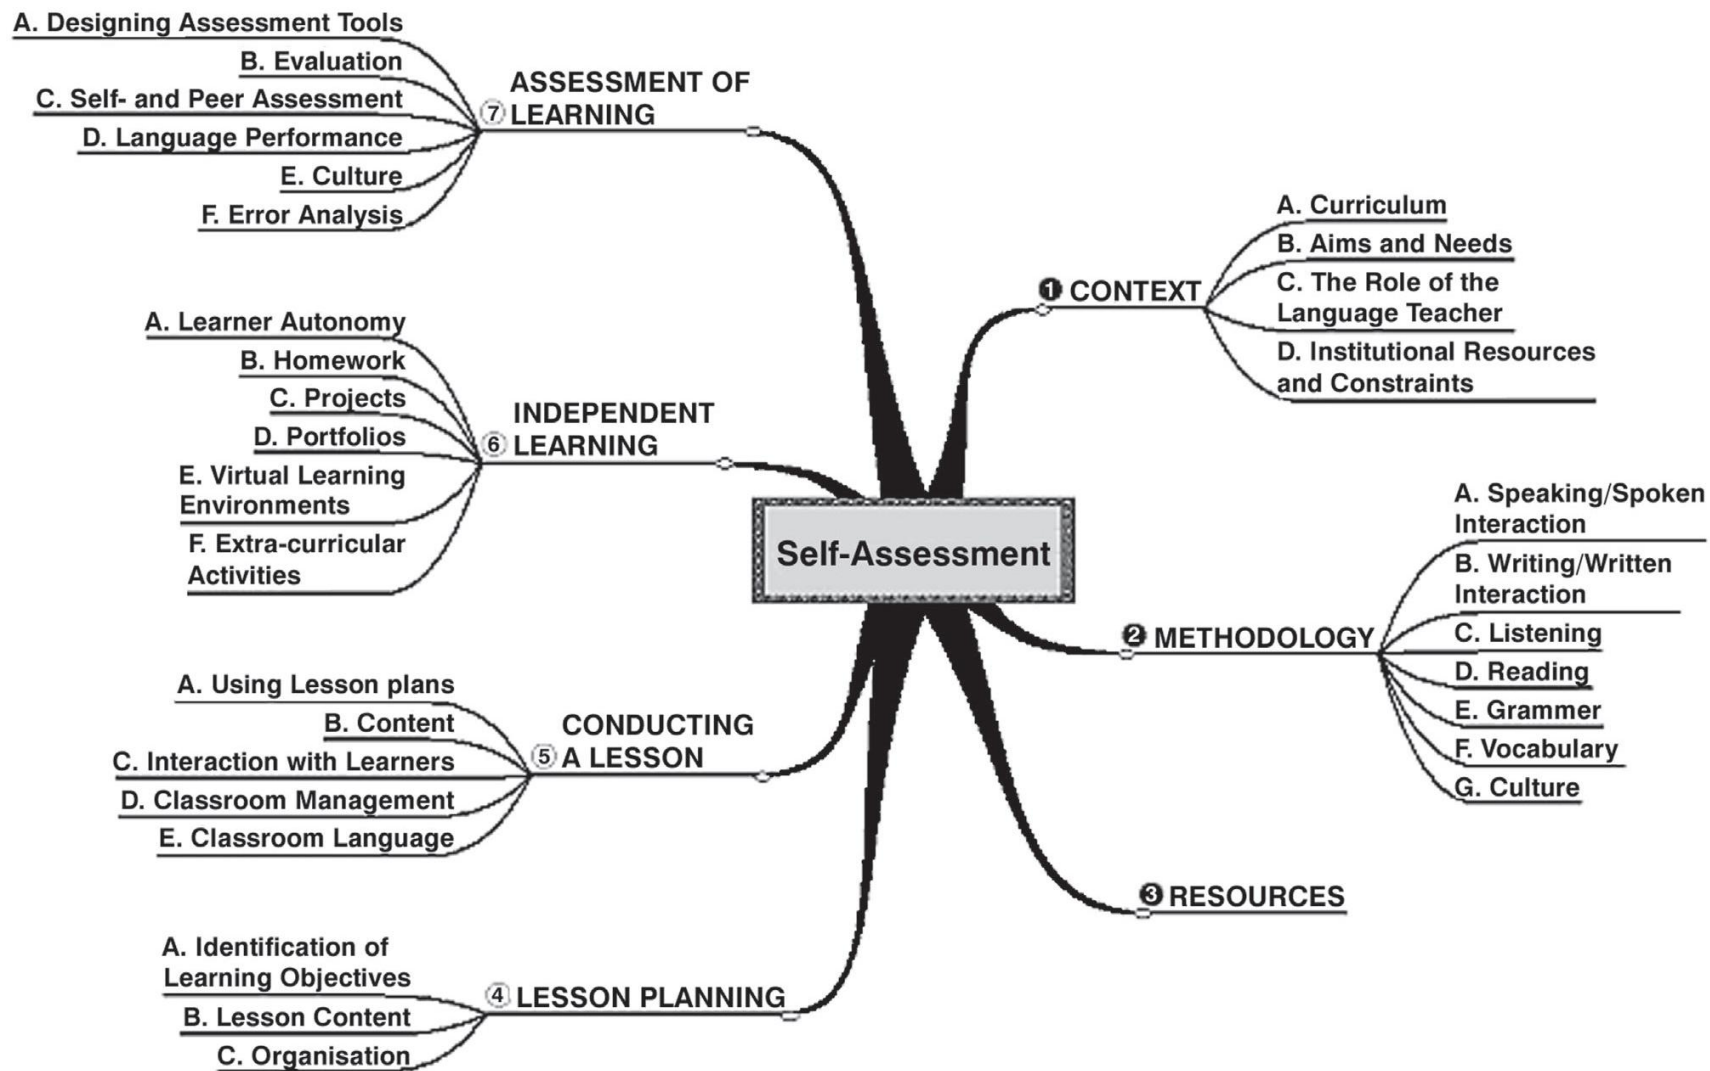 Self-Assessment
❶ CONTEXT
A. Curriculum
B. Aims and Needs
C. The Role of the
Language Teacher
D. Institutional Resources
and Constraints
❷ METHODOLOGY
A. Speaking/Spoken
Interaction
B. Writing/Written
Interaction
C. Listening
D. Reading
E. Grammer
F. Vocabulary
G. Culture
❸ RESOURCES
④ LESSON PLANNING
A. Identification of
Learning Objectives
B. Lesson Content
C. Organisation
⑤ CONDUCTING
A LESSON
A. Using Lesson plans
B. Content
C. Interaction with Learners
D. Classroom Management
E. Classroom Language
⑥ INDEPENDENT
LEARNING
A. Learner Autonomy
B. Homework
C. Projects
D. Portfolios
E. Virtual Learning
Environments
F. Extra-curricular
Activities
⑦ ASSESSMENT OF
LEARNING
A. Designing Assessment Tools
B. Evaluation
C. Self- and Peer Assessment
D. Language Performance
E. Culture
F. Error Analysis